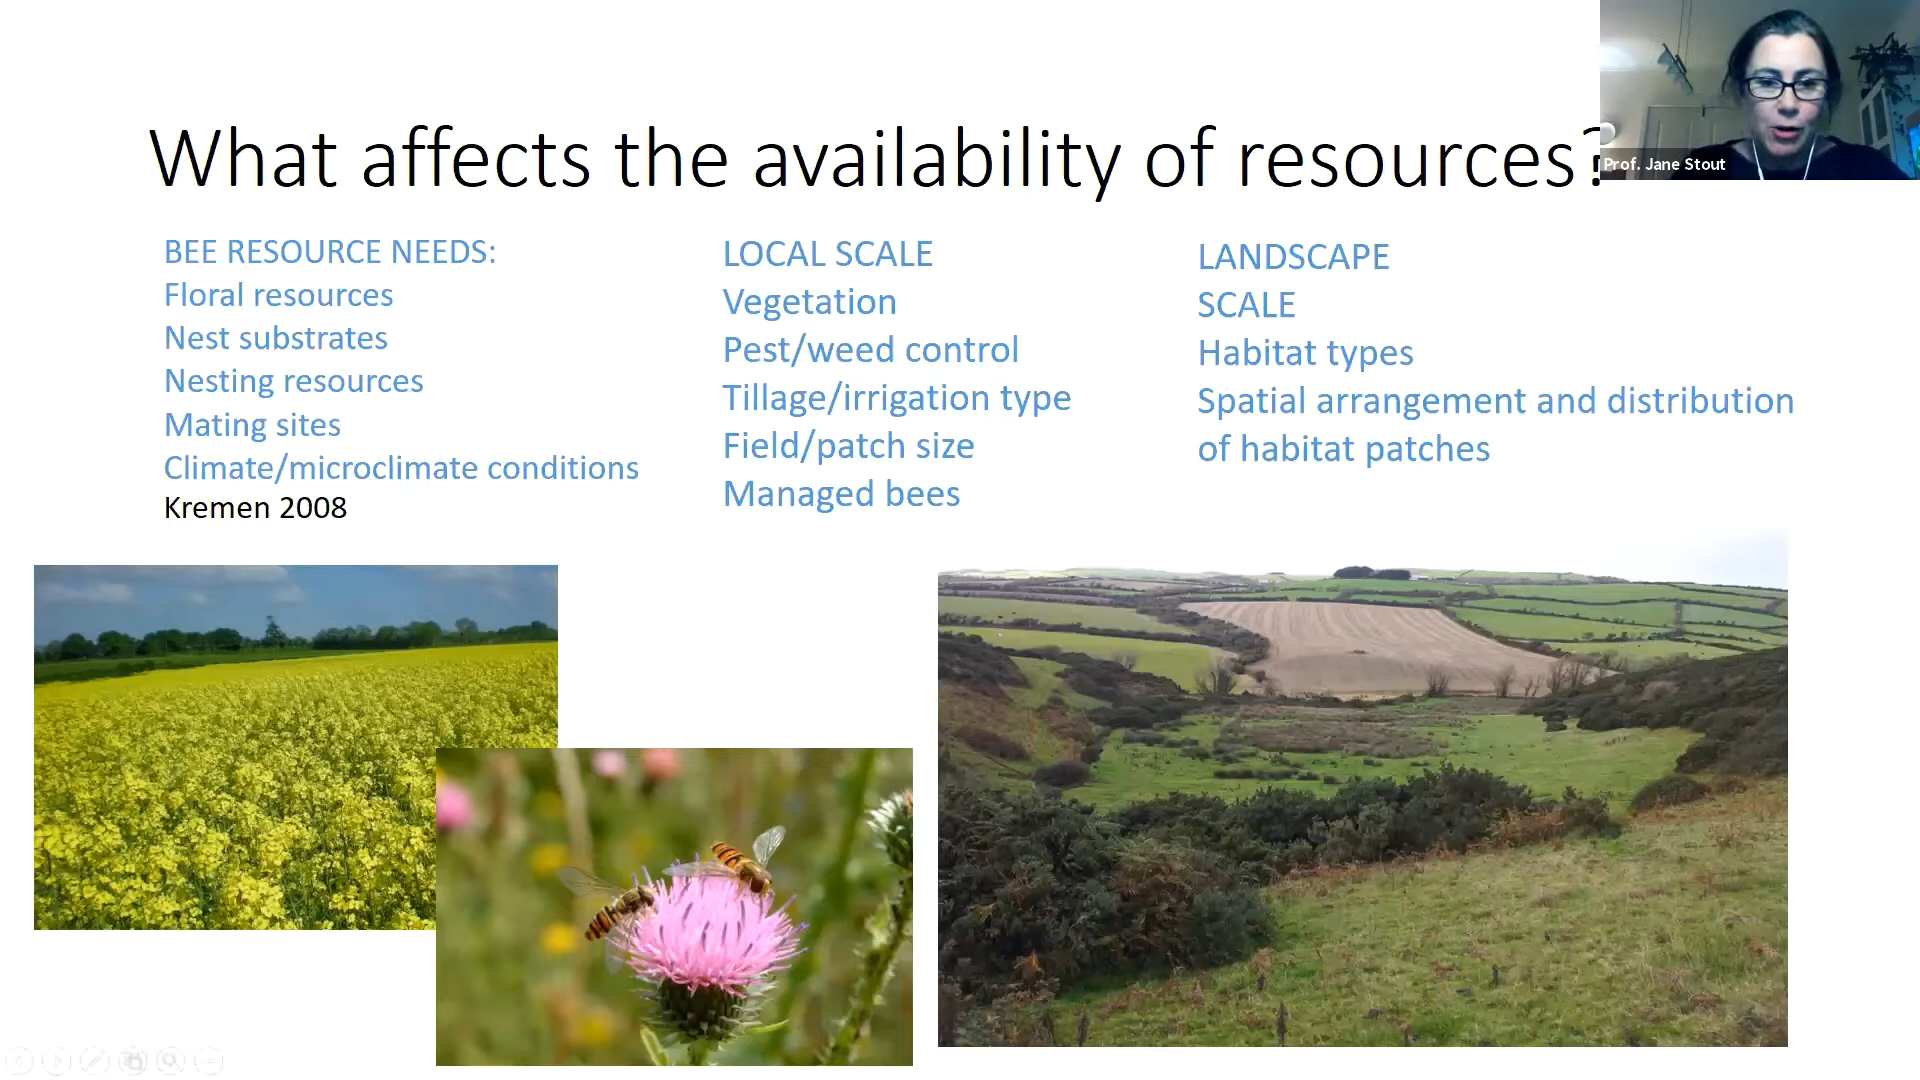 What affects the availability of resources?
Prof. Jane Stout
BEE RESOURCE NEEDS:
Floral resources
Nest substrates
Nesting resources
Mating sites
Climate/microclimate conditions
Kremen 2008
LOCAL SCALE
Vegetation
Pest/weed control
Tillage/irrigation type
Field/patch size
Managed bees
LANDSCAPE
SCALE
Habitat types
Spatial arrangement and distribution
of habitat patches